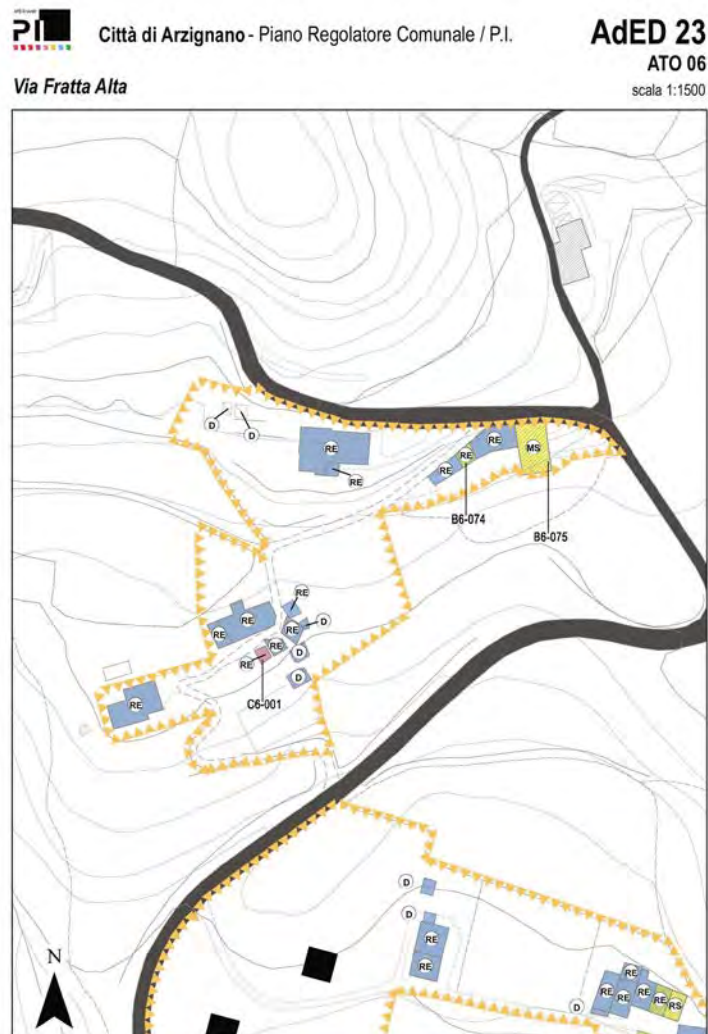 PI
Città di Arzignano - Piano Regolatore Comunale / P.I.
AdED 23
ATO 06
Via Fratta Alta
scala 1:1500
D
D
RE
RE
RE
RE
RE
MS
B6-074
B6-075
RE
RE
RE
RE
D
RE
RE
D
D
C6-001
RE
N
D
D
RE
RE
D
RE
RE
RE
RE
RE
RS